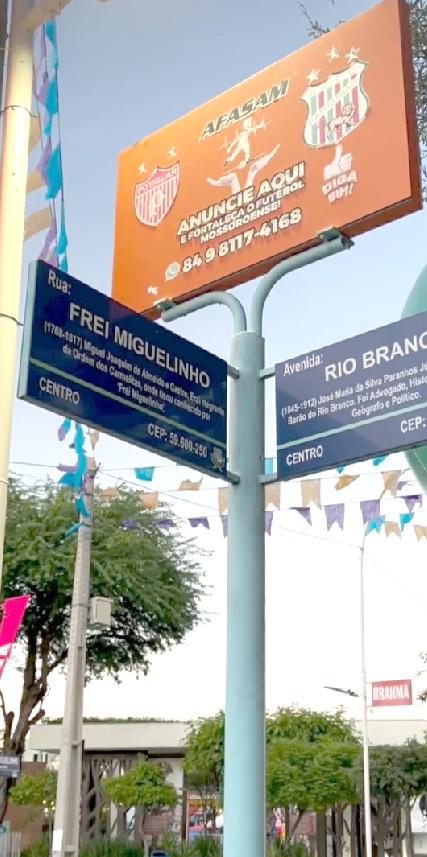 AFASAM
POTIGUAR
ANUNCIE AQUI
E FORTALEÇA O FUTEBOL
MOSSOROENSE!
84 9 8117-4168
DIGA
SIM!
Rua:
FREI MIGUELINHO
(1768-1817) Miguel Joaquim de Almeida e Castro, Frei
da Ordem dos Carmelitas, onde ficou conhecido por
"Frei Miguelinho".
CENTRO
CEP: 59.600-250
Avenida:
RIO BRANC
(1845-1912) José Maria da Silva Paranhos J
Barão do Rio Branco. Foi Advogado, Histo
Geógrafo e Político.
CENTRO
CEP:
BRAHMA